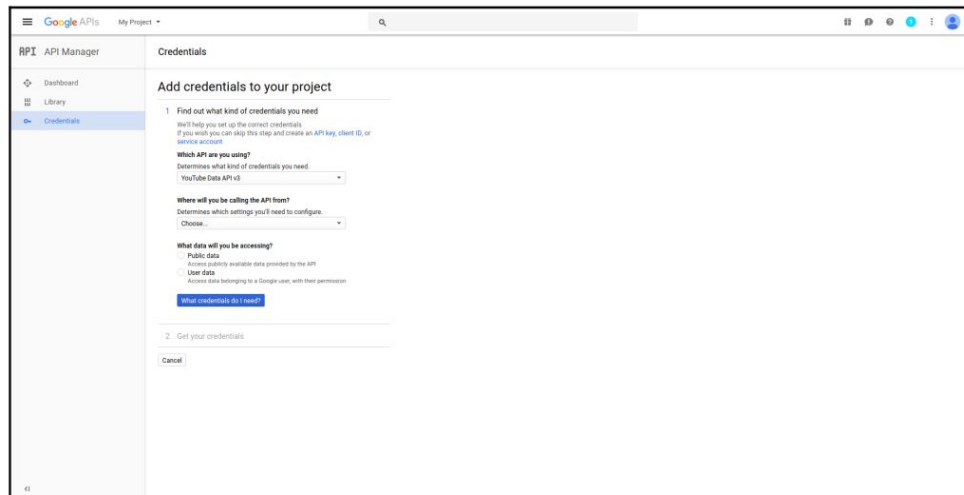 Google APIs My Project
API API Manager
Credentials
Dashboard
Library
Credentials
Add credentials to your project
1 Find out what kind of credentials you need
We'll help you set up the correct credentials
If you wish you can skip this step and create an API key, client ID, or
service account
Which API are you using?
Determines what kind of credentials you need.
YouTube Data API v3
Where will you be calling the API from?
Determines which settings you'll need to configure.
Choose...
What data will you be accessing?
Public data
Access publicly available data provided by the API
User data
Access data belonging to a Google user, with their permission
What credentials do I need?
2 Get your credentials
Cancel